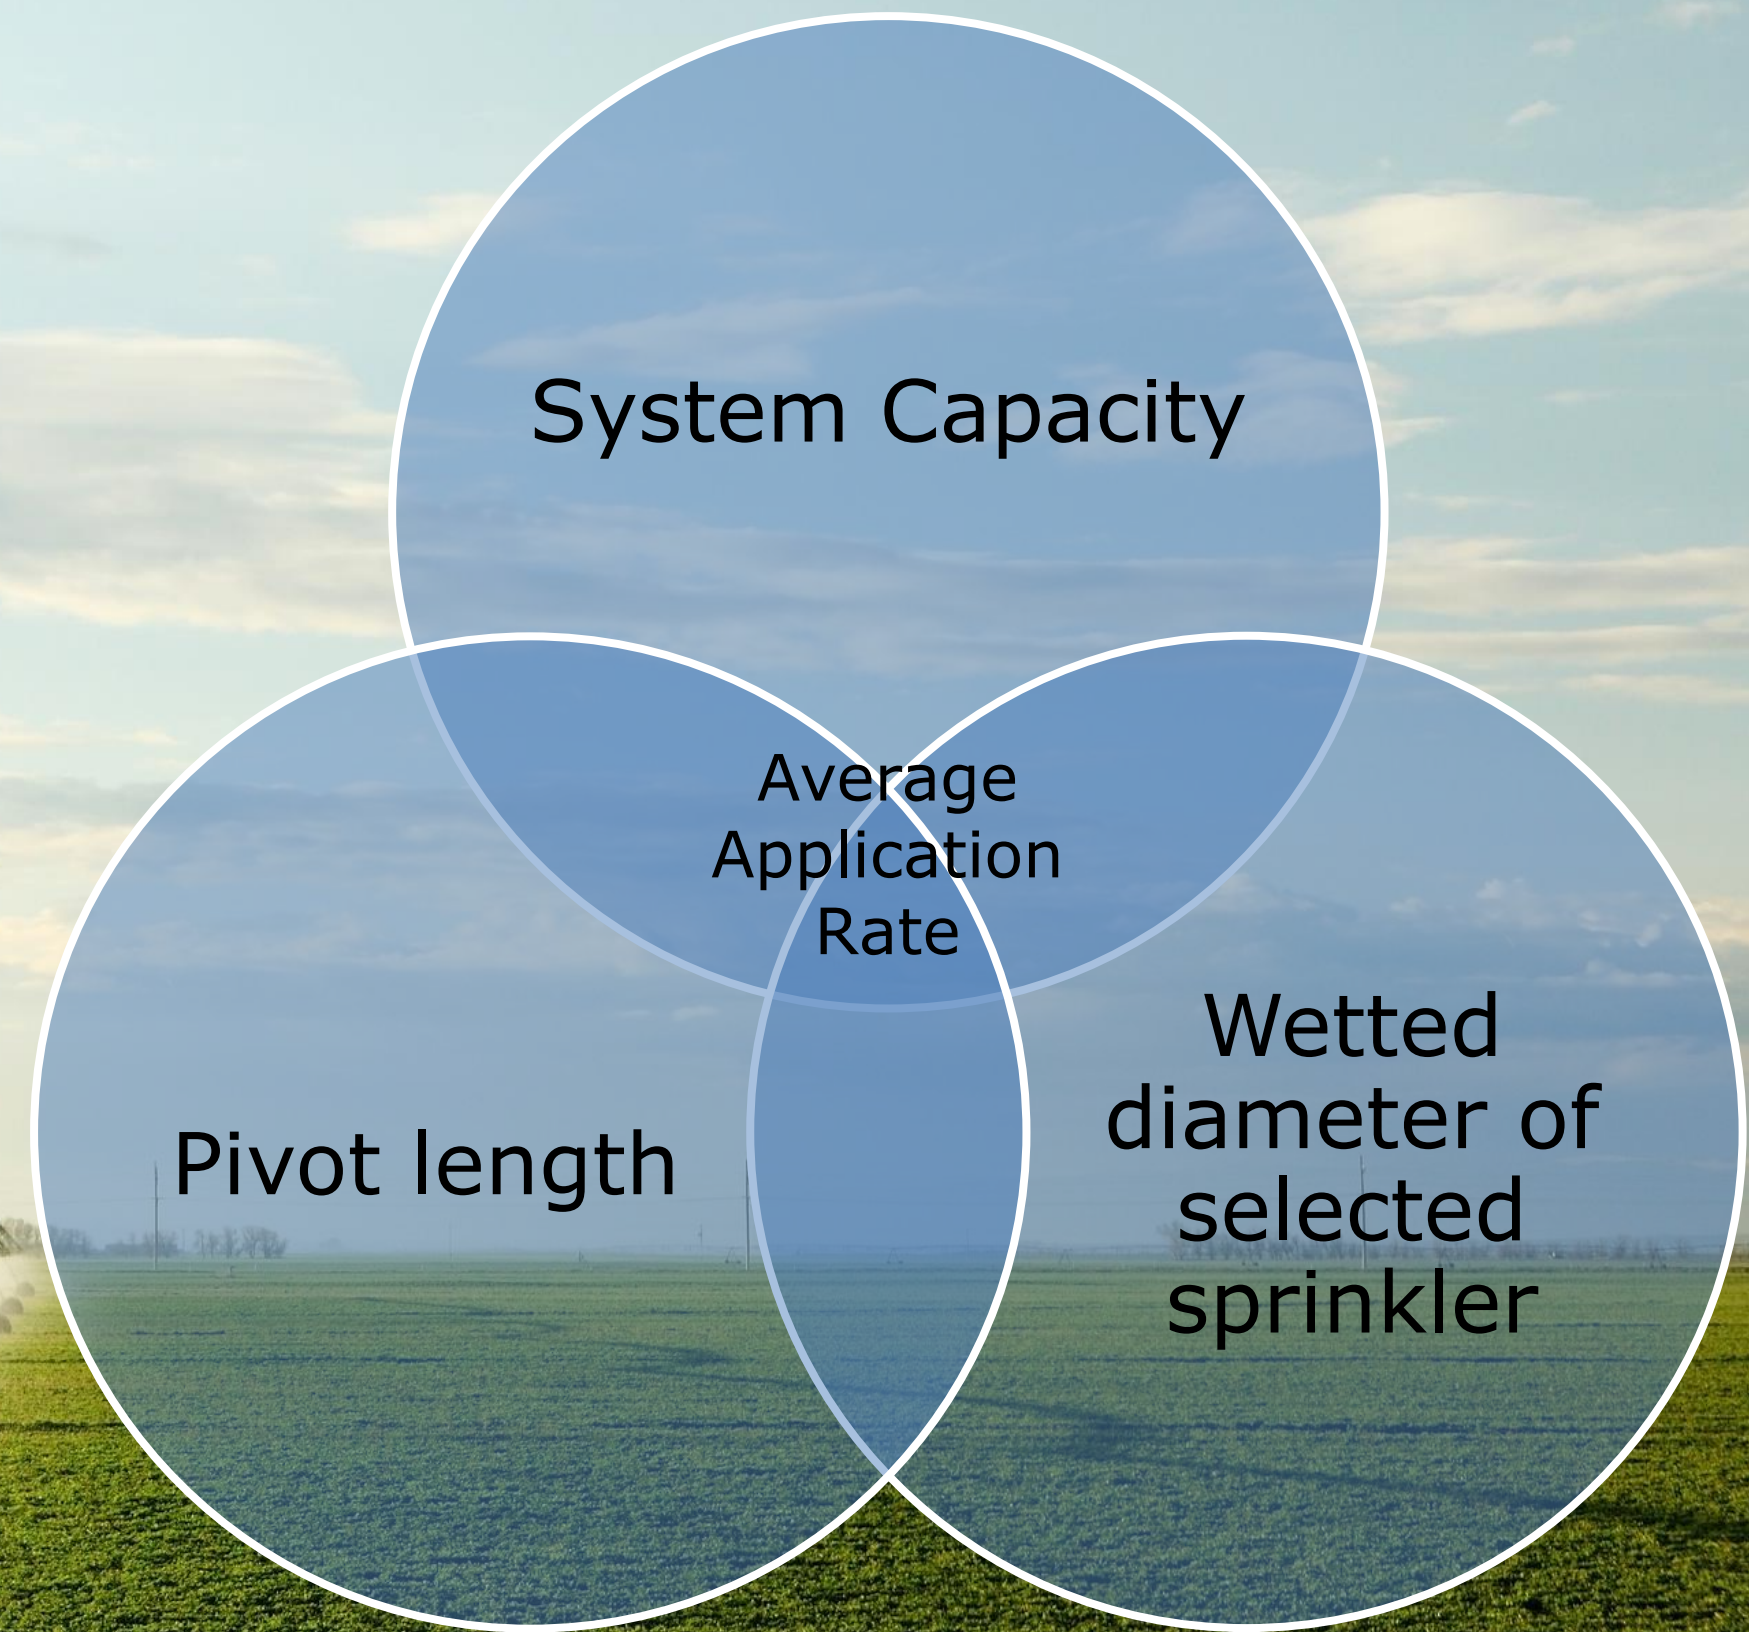 System Capacity
Average
Application
Rate
Pivot length
Wetted
diameter of
selected
sprinkler